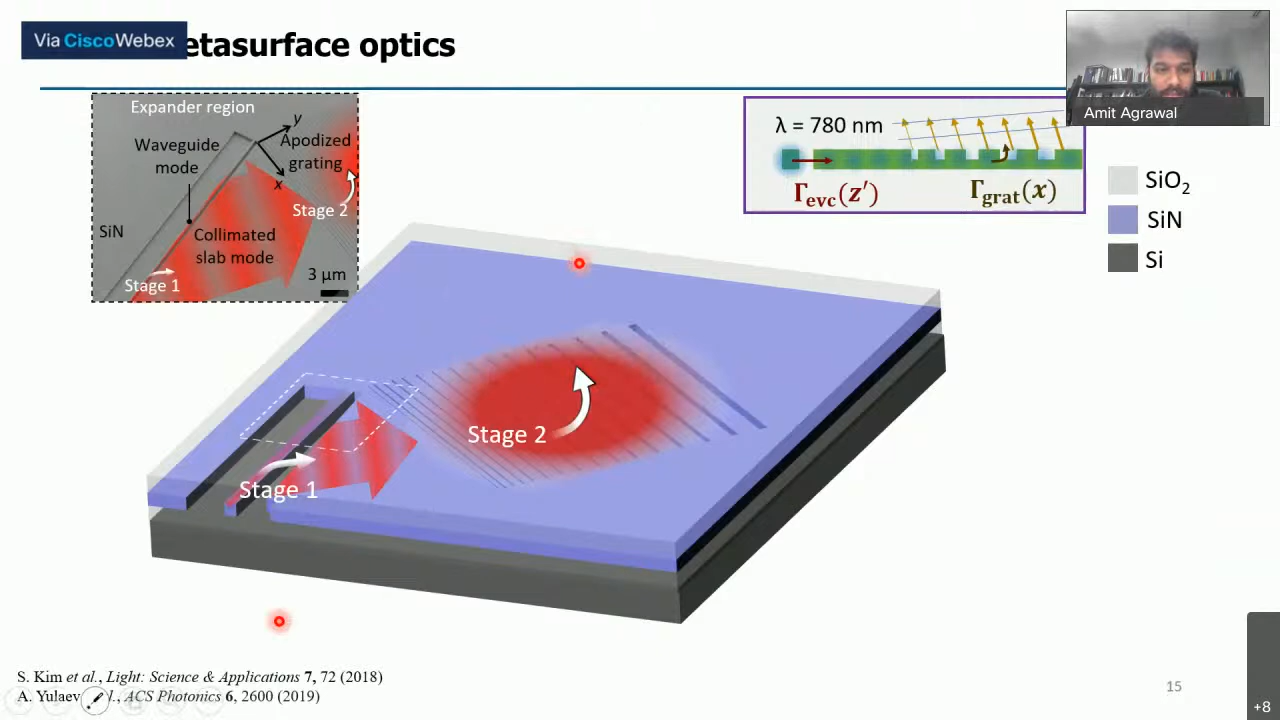 Via CiscoWebex
etasurface optics
Amit Agrawal
Expander region
Waveguide mode
y
Apodized grating
x
Stage 2
SiN
Collimated slab mode
Stage 1
3 μm
λ = 780 nm
Γevc(z′)
Γgrat(x)
SiO2
SiN
Si
Stage 2
Stage 1
S. Kim et al., Light: Science & Applications 7, 72 (2018)
A. Yulaev l., ACS Photonics 6, 2600 (2019)
15
+8